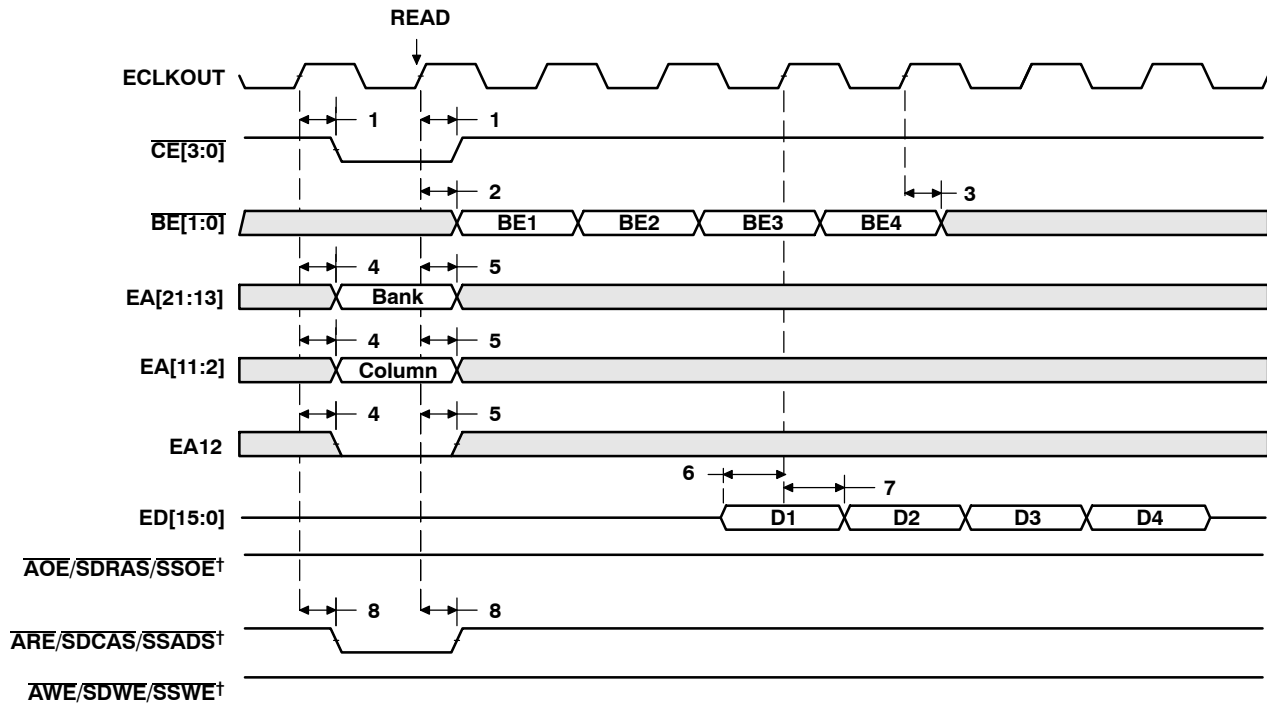 READ
ECLKOUT
1 1
CE[3:0]
2 3
BE[1:0] BE1 BE2 BE3 BE4
4 5
EA[21:13] Bank
4 5
EA[11:2] Column
4 5
EA12
6 7
ED[15:0] D1 D2 D3 D4
AOE/SDRAS/SSOE†
8 8
ARE/SDCAS/SSADS†
AWE/SDWE/SSWE†